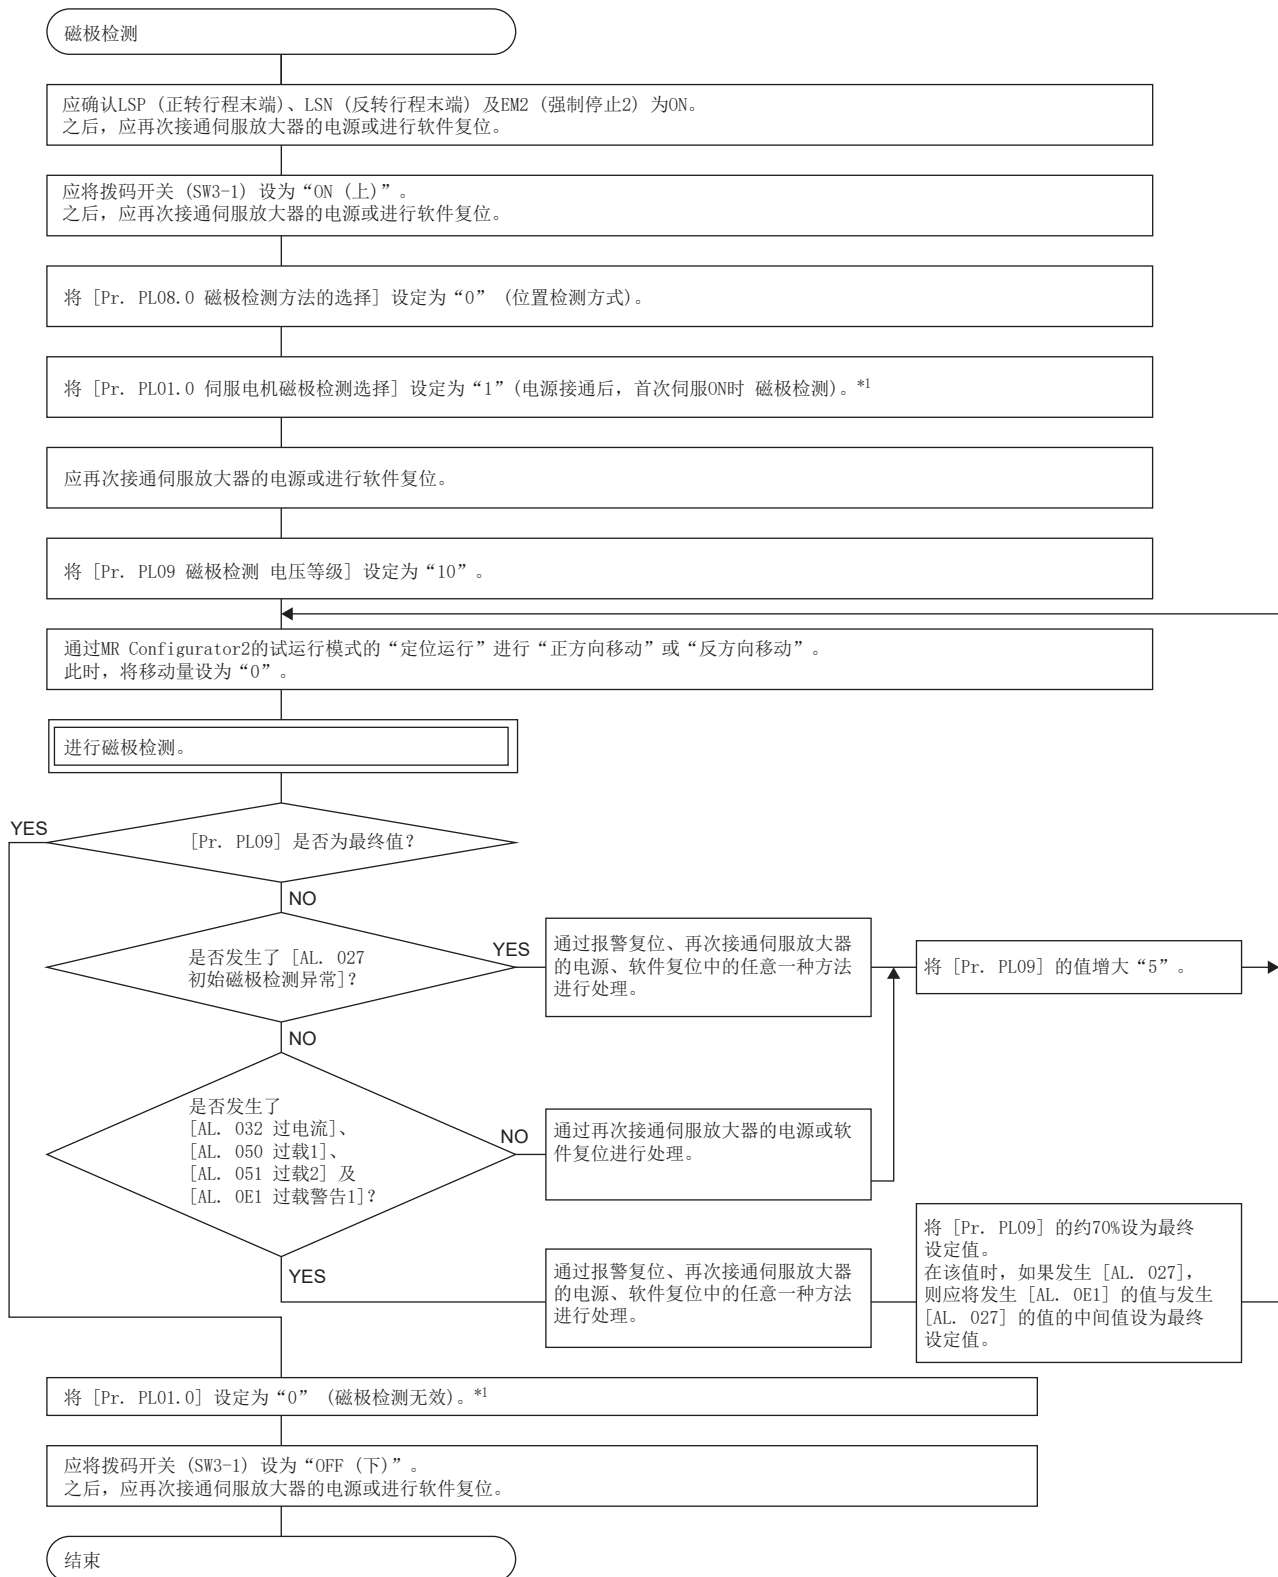 磁极检测
应确认LSP (正转行程末端)、LSN (反转行程末端) 及EM2 (强制停止2) 为ON。
之后，应再次接通伺服放大器的电源或进行软件复位。
应将拨码开关 (SW3-1) 设为“ON (上)”。
之后，应再次接通伺服放大器的电源或进行软件复位。
将 [Pr. PL08.0 磁极检测方法的选择] 设定为“0” (位置检测方式)。
将 [Pr. PL01.0 伺服电机磁极检测选择] 设定为“1”(电源接通后，首次伺服ON时 磁极检测)。*1
应再次接通伺服放大器的电源或进行软件复位。
将 [Pr. PL09 磁极检测 电压等级] 设定为“10”。
通过MR Configurator2的试运行模式的“定位运行”进行“正方向移动”或“反方向移动”。
此时，将移动量设为“0”。
进行磁极检测。
YES
[Pr. PL09] 是否为最终值?
NO
是否发生了 [AL. 027
初始磁极检测异常]?
YES
通过报警复位、再次接通伺服放大器
的电源、软件复位中的任意一种方法
进行处理。
将 [Pr. PL09] 的值增大“5”。
NO
是否发生了
[AL. 032 过电流]、
[AL. 050 过载1]、
[AL. 051 过载2] 及
[AL. 0E1 过载警告1]?
NO
通过再次接通伺服放大器的电源或软
件复位进行处理。
YES
通过报警复位、再次接通伺服放大器
的电源、软件复位中的任意一种方法
进行处理。
将 [Pr. PL09] 的约70%设为最终
设定值。
在该值时，如果发生 [AL. 027]，
则应将发生 [AL. 0E1] 的值与发生
[AL. 027] 的值的中间值设为最终
设定值。
将 [Pr. PL01.0] 设定为“0” (磁极检测无效)。*1
应将拨码开关 (SW3-1) 设为“OFF (下)”。
之后，应再次接通伺服放大器的电源或进行软件复位。
结束